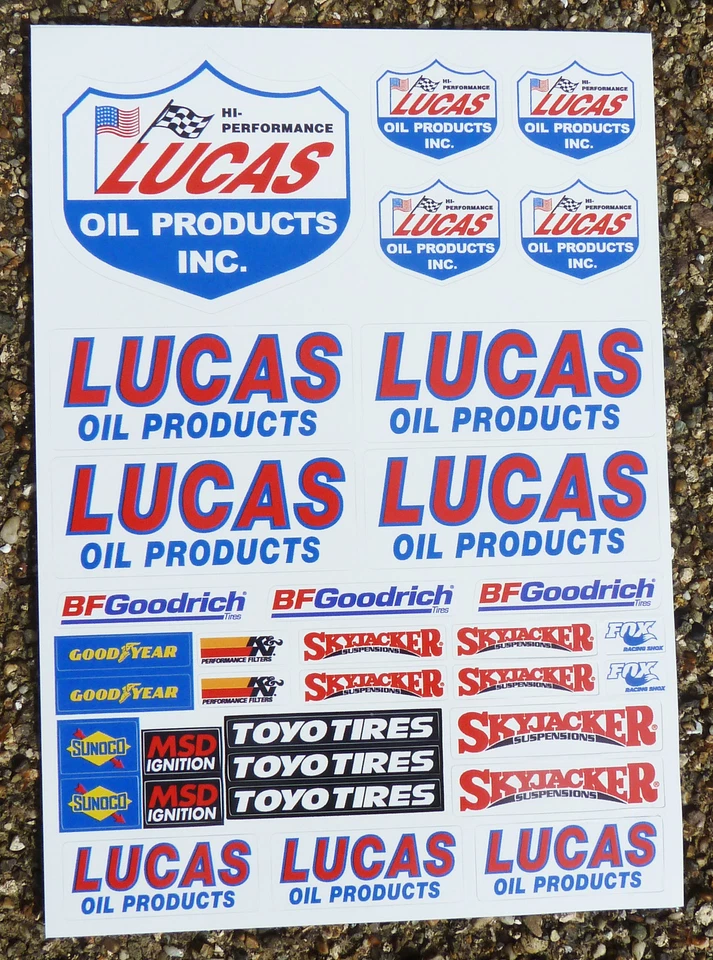 HI-
PERFORMANCE
LUCAS
OIL PRODUCTS
INC.
HI-
PERFORMANCE
LUCAS
OIL PRODUCTS
INC.
HI-
PERFORMANCE
LUCAS
OIL PRODUCTS
INC.
HI-
PERFORMANCE
LUCAS
OIL PRODUCTS
INC.
HI-
PERFORMANCE
LUCAS
OIL PRODUCTS
INC.
LUCAS
OIL PRODUCTS
LUCAS
OIL PRODUCTS
LUCAS
OIL PRODUCTS
LUCAS
OIL PRODUCTS
BFGoodrich®
Tires
BFGoodrich®
Tires
BFGoodrich®
Tires
GOODYEAR
K&N
PERFORMANCE FILTERS
SKYJACKER®
SUSPENSIONS
SKYJACKER®
SUSPENSIONS
FOX
RACING SHOX
GOODYEAR
K&N
PERFORMANCE FILTERS
SKYJACKER®
SUSPENSIONS
SKYJACKER®
SUSPENSIONS
FOX
RACING SHOX
SUNOCO
MSD
IGNITION
TOYO TIRES
TOYO TIRES
TOYO TIRES
SKYJACKER®
SUSPENSIONS
SUNOCO
MSD
IGNITION
SKYJACKER®
SUSPENSIONS
LUCAS
OIL PRODUCTS
LUCAS
OIL PRODUCTS
LUCAS
OIL PRODUCTS